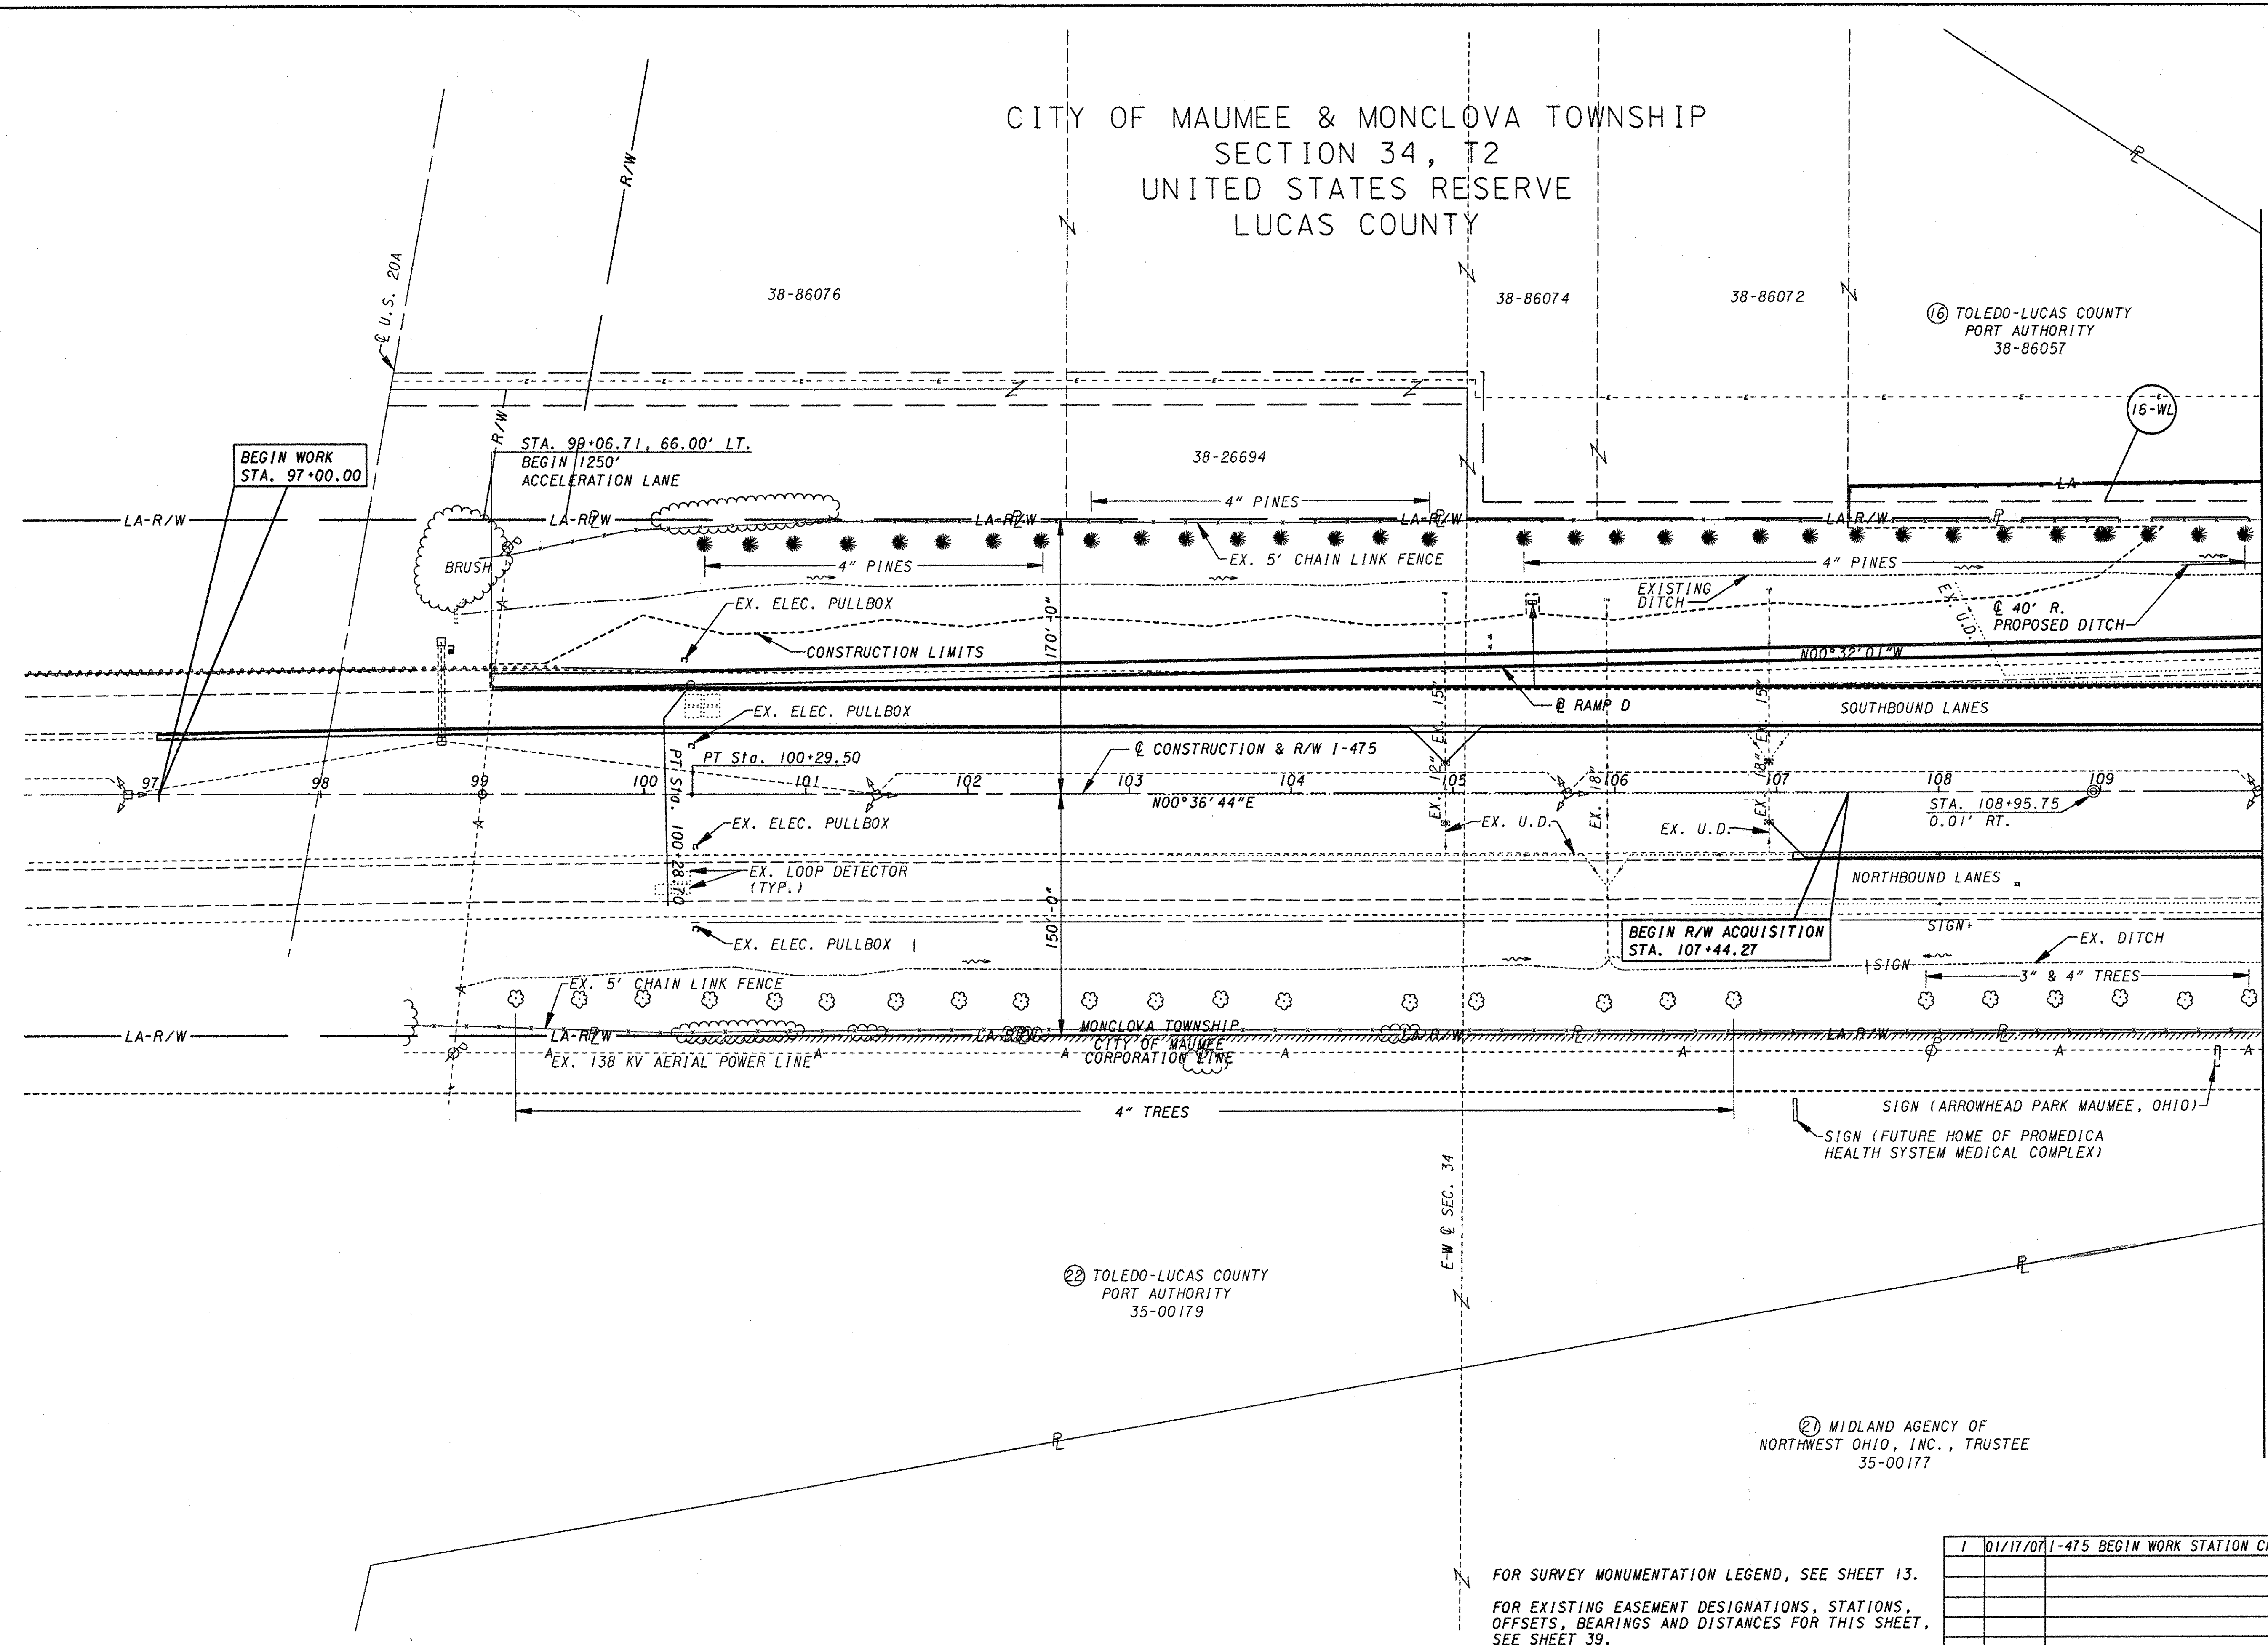 CITY OF MAUMEE & MONCLOVA TOWNSHIP
SECTION 34, T2
UNITED STATES RESERVE
LUCAS COUNTY
℄ U.S. 20A
R/W
38-86076
38-86074
38-86072
⑯ TOLEDO-LUCAS COUNTY
PORT AUTHORITY
38-86057
16-WL
R/W
BEGIN WORK
STA. 97+00.00
STA. 99+06.71, 66.00' LT.
BEGIN 1250'
ACCELERATION LANE
38-26694
4" PINES
LA
LA-R/W
LA-R/W
LA-R/W
LA-R/W
LA-R/W
EX. 5' CHAIN LINK FENCE
BRUSH
4" PINES
4" PINES
EX. ELEC. PULLBOX
EXISTING
DITCH
EX. U.D.
℄ 40' R.
PROPOSED DITCH
CONSTRUCTION LIMITS
170'-0"
N00°32'01"W
EX. ELEC. PULLBOX
℄ RAMP D
SOUTHBOUND LANES
EX. 15"
EX. 15"
PT Sta. 100+29.50
PT Sta. 100+28.70
℄ CONSTRUCTION & R/W I-475
97 98 99 100 101 102 103 104 105 106 107 108 109
N00°36'44"E
EX. 12"
EX. 18"
EX. 18"
STA. 108+95.75
0.01' RT.
EX. ELEC. PULLBOX
EX. U.D.
EX. U.D.
EX. LOOP DETECTOR
(TYP.)
NORTHBOUND LANES
150'-0"
EX. ELEC. PULLBOX
BEGIN R/W ACQUISITION
STA. 107+44.27
SIGN
EX. DITCH
SIGN
3" & 4" TREES
EX. 5' CHAIN LINK FENCE
LA-R/W
LA-R/W
LA-R/W
LA-R/W
LA-R/W
MONCLOVA TOWNSHIP
CITY OF MAUMEE
CORPORATION LINE
EX. 138 KV AERIAL POWER LINE
4" TREES
SIGN (ARROWHEAD PARK MAUMEE, OHIO)
SIGN (FUTURE HOME OF PROMEDICA
HEALTH SYSTEM MEDICAL COMPLEX)
E-W ℄ SEC. 34
㉒ TOLEDO-LUCAS COUNTY
PORT AUTHORITY
35-00179
㉑ MIDLAND AGENCY OF
NORTHWEST OHIO, INC., TRUSTEE
35-00177
1 01/17/07 I-475 BEGIN WORK STATION
FOR SURVEY MONUMENTATION LEGEND, SEE SHEET 13.
FOR EXISTING EASEMENT DESIGNATIONS, STATIONS,
OFFSETS, BEARINGS AND DISTANCES FOR THIS SHEET,
SEE SHEET 39.